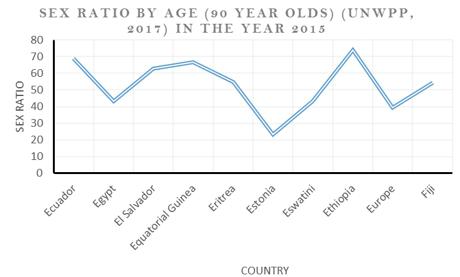 SEX RATIO BY AGE (90 YEAR OLDS) (UNWPP,
2017) IN THE YEAR 2015
80
70
60
50
40
30
20
10
0
SEX RATIO
Ecuador
Egypt
El Salvador
Equatorial Guinea
Eritrea
Estonia
Eswatini
Ethiopia
Europe
Fiji
COUNTRY